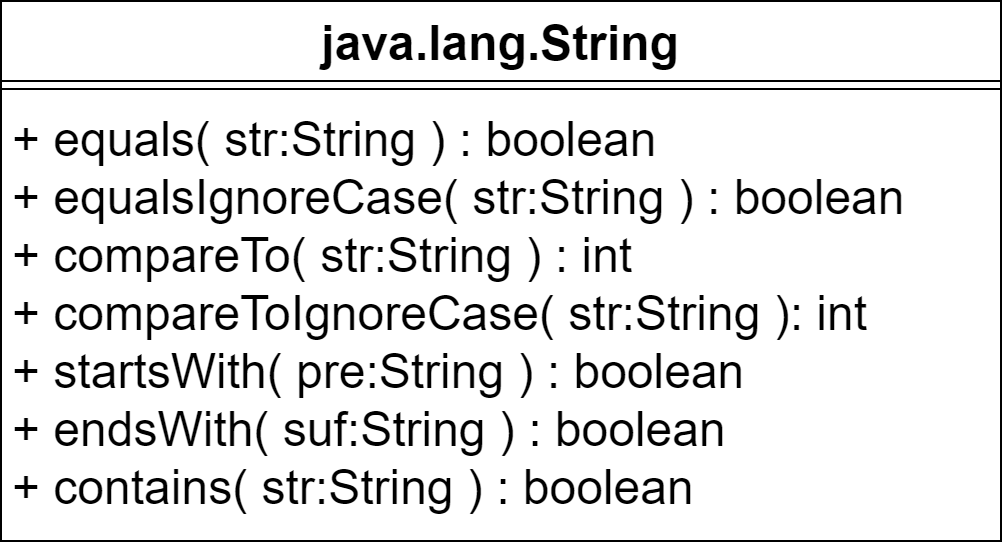 java.lang.String
+ equals( str:String ) : boolean
+ equalsIgnoreCase( str:String ) : boolean
+ compareTo( str:String ) : int
+ compareToIgnoreCase( str:String ): int
+ startsWith( pre:String ) : boolean
+ endsWith( suf:String ) : boolean
+ contains( str:String ) : boolean